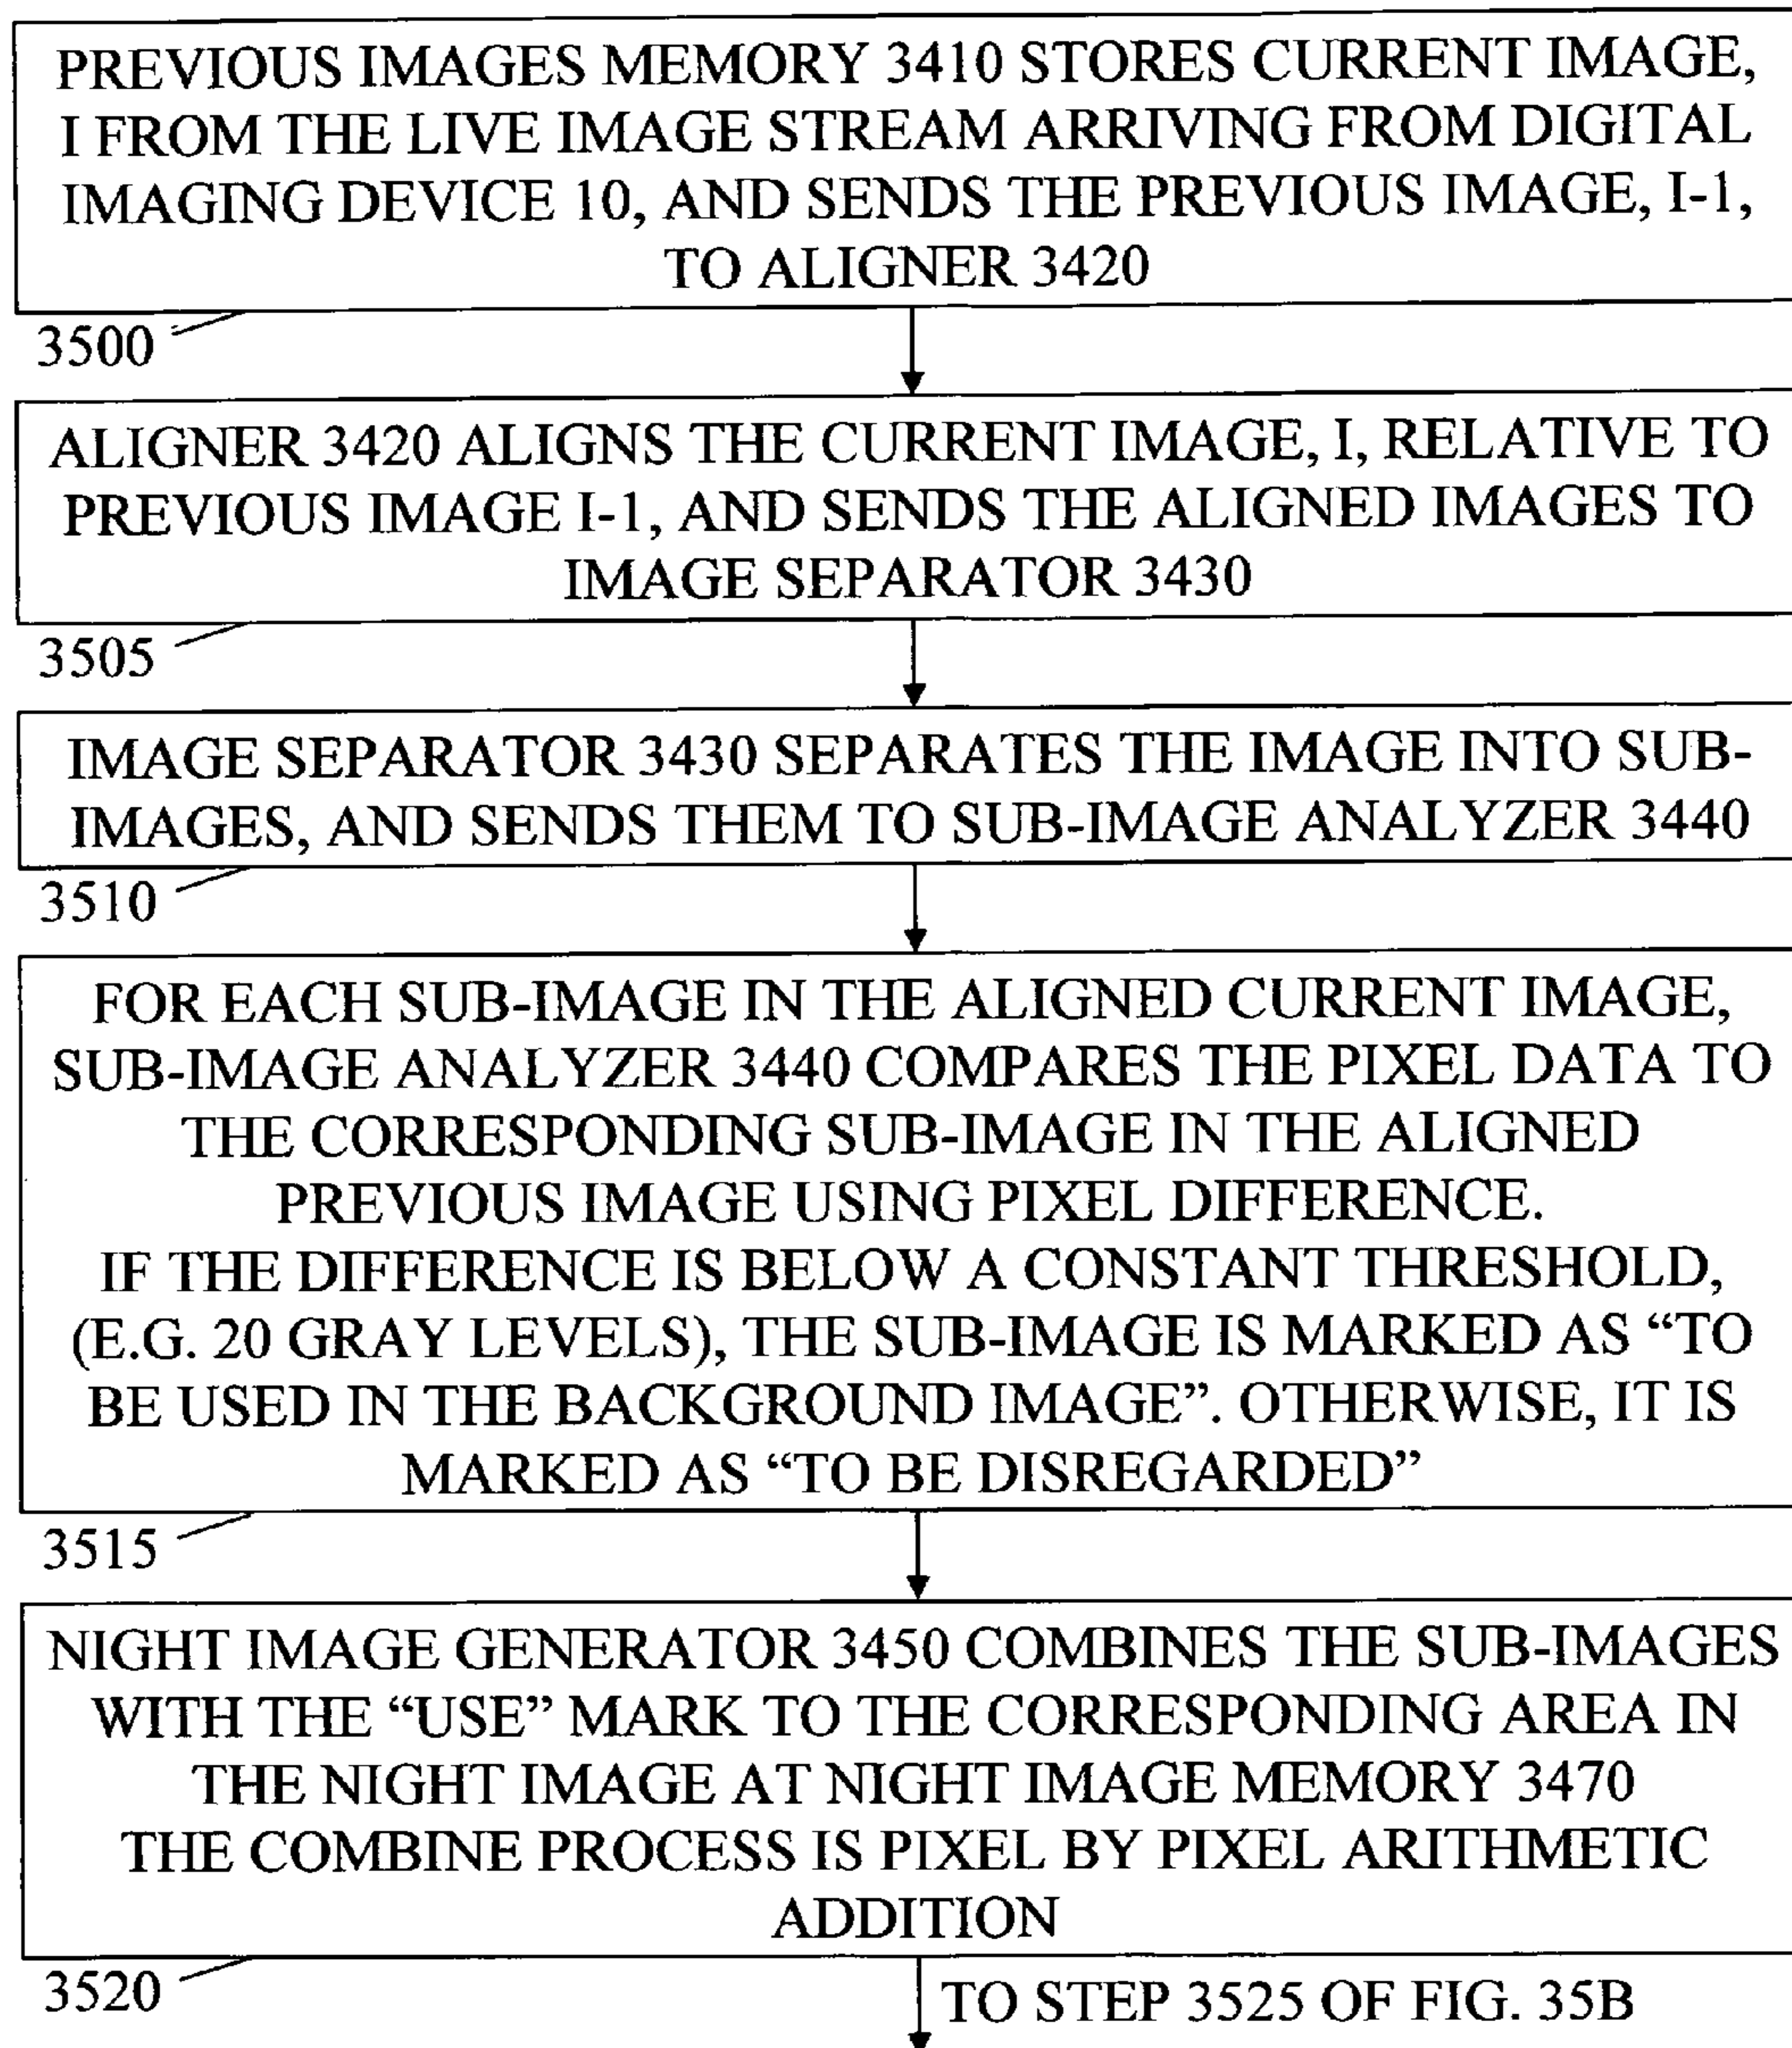 PREVIOUS IMAGES MEMORY 3410 STORES CURRENT IMAGE,
I FROM THE LIVE IMAGE STREAM ARRIVING FROM DIGITAL
IMAGING DEVICE 10, AND SENDS THE PREVIOUS IMAGE, I-1,
TO ALIGNER 3420
3500
ALIGNER 3420 ALIGNS THE CURRENT IMAGE, I, RELATIVE TO
PREVIOUS IMAGE I-1, AND SENDS THE ALIGNED IMAGES TO
IMAGE SEPARATOR 3430
3505
IMAGE SEPARATOR 3430 SEPARATES THE IMAGE INTO SUB-
IMAGES, AND SENDS THEM TO SUB-IMAGE ANALYZER 3440
3510
FOR EACH SUB-IMAGE IN THE ALIGNED CURRENT IMAGE,
SUB-IMAGE ANALYZER 3440 COMPARES THE PIXEL DATA TO
THE CORRESPONDING SUB-IMAGE IN THE ALIGNED
PREVIOUS IMAGE USING PIXEL DIFFERENCE.
IF THE DIFFERENCE IS BELOW A CONSTANT THRESHOLD,
(E.G. 20 GRAY LEVELS), THE SUB-IMAGE IS MARKED AS “TO
BE USED IN THE BACKGROUND IMAGE”. OTHERWISE, IT IS
MARKED AS “TO BE DISREGARDED”
3515
NIGHT IMAGE GENERATOR 3450 COMBINES THE SUB-IMAGES
WITH THE “USE” MARK TO THE CORRESPONDING AREA IN
THE NIGHT IMAGE AT NIGHT IMAGE MEMORY 3470
THE COMBINE PROCESS IS PIXEL BY PIXEL ARITHMETIC
ADDITION
3520
TO STEP 3525 OF FIG. 35B